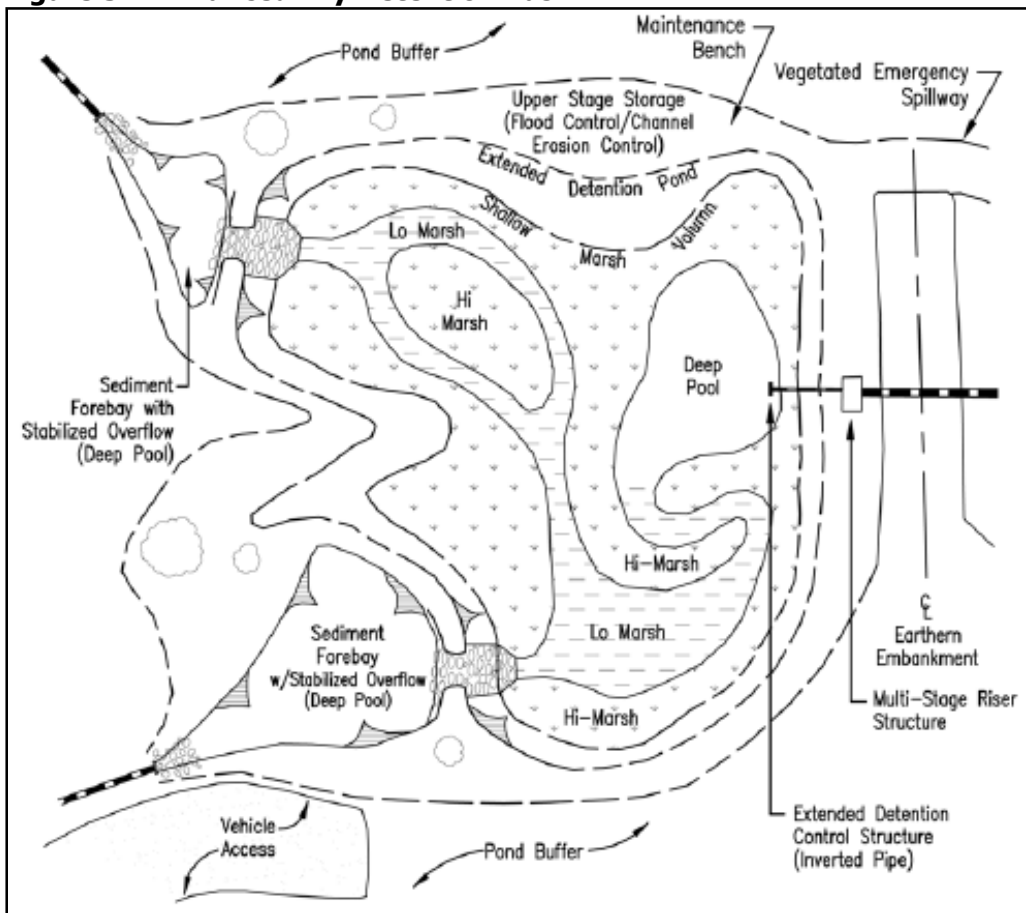 Maintenance
Bench
Pond Buffer
Vegetated Emergency
Spillway
Upper Stage Storage
(Flood Control/Channel
Erosion Control)
Extended Detention Pond
Shallow Marsh Volumn
Lo Marsh
Hi
Marsh
Deep
Pool
Sediment
Forebay with
Stabilized Overflow
(Deep Pool)
Hi-Marsh
Sediment
Forebay
w/Stabilized Overflow
(Deep Pool)
Lo Marsh
Hi-Marsh
CL
Earthern
Embankment
Multi-Stage Riser
Structure
Extended Detention
Control Structure
(Inverted Pipe)
Vehicle
Access
Pond Buffer